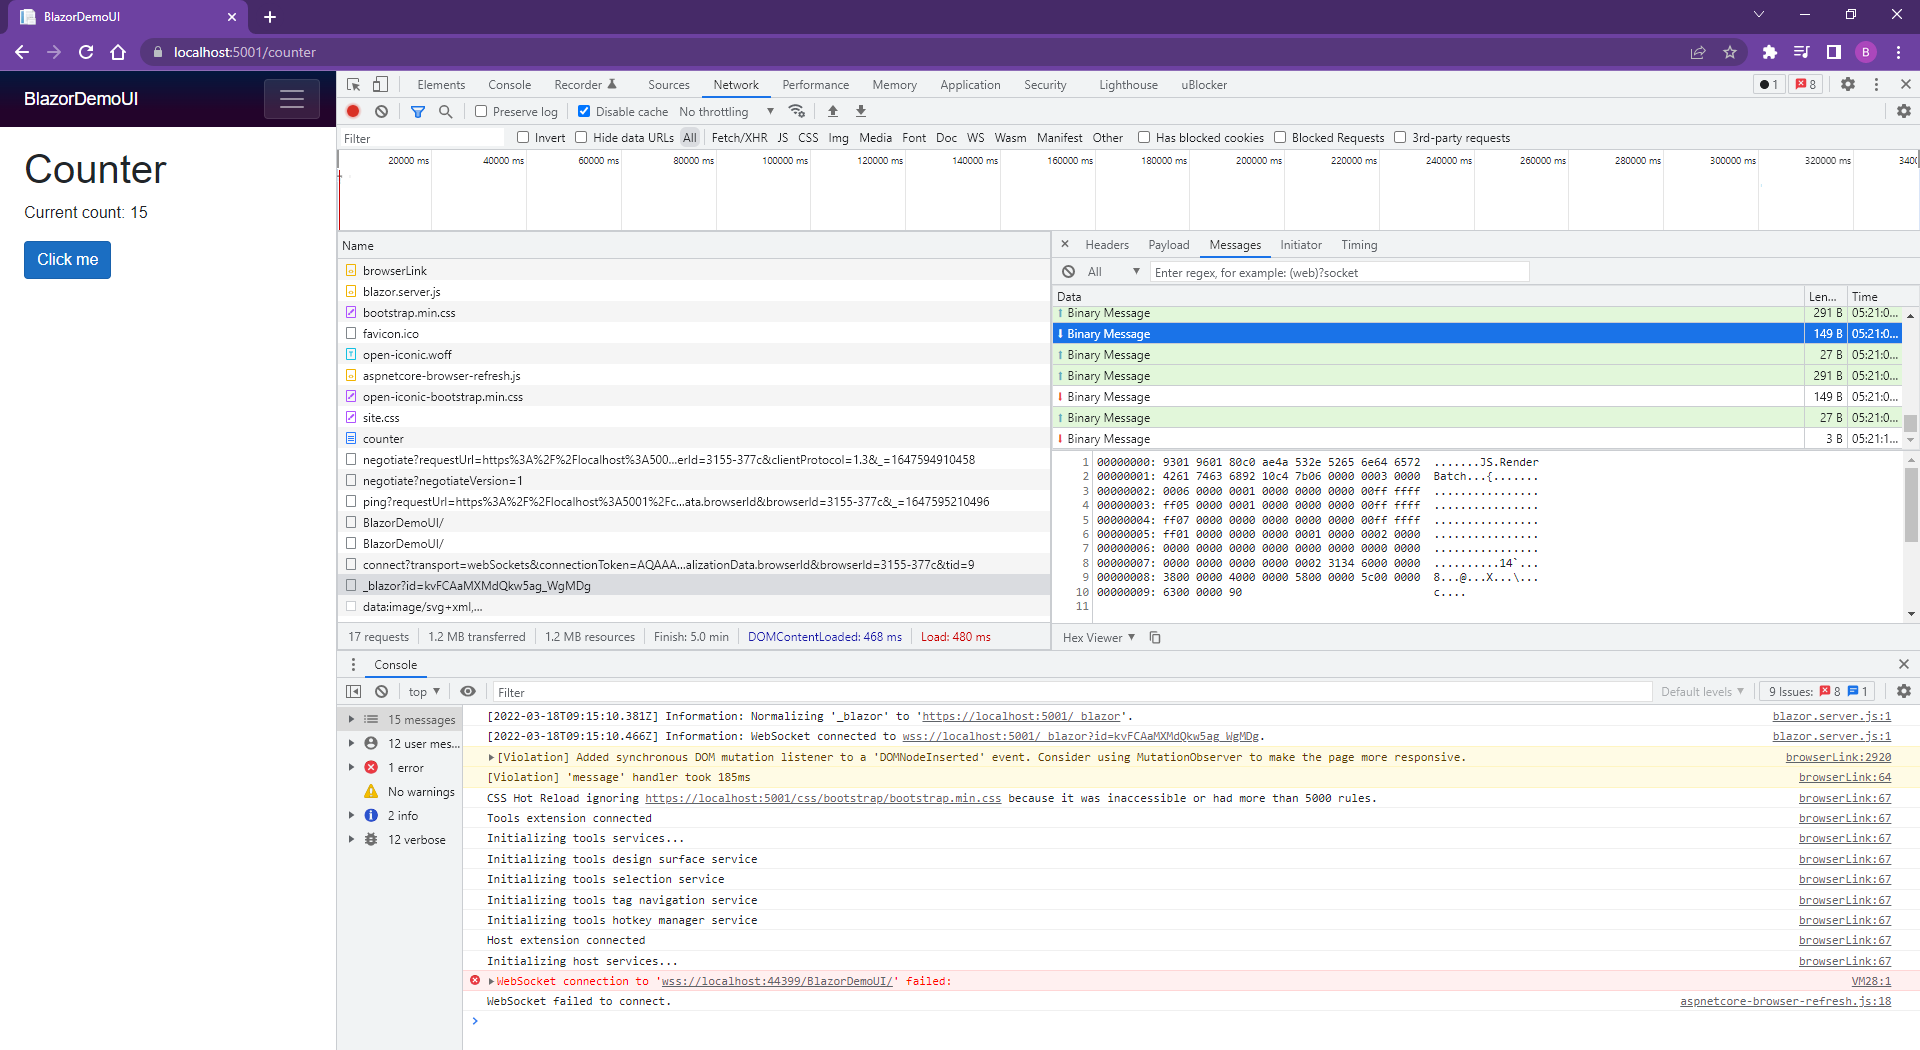 BlazorDemoUI
localhost:5001/counter
B
BlazorDemoUI
Counter
Current count: 15
Click me
Elements Console Recorder Sources Network Performance Memory Application Security Lighthouse uBlocker 1 8
Preserve log Disable cache No throttling
Filter Invert Hide data URLs All Fetch/XHR JS CSS Img Media Font Doc WS Wasm Manifest Other Has blocked cookies Blocked Requests 3rd-party requests
20000 ms 40000 ms 60000 ms 80000 ms 100000 ms 120000 ms 140000 ms 160000 ms 180000 ms 200000 ms 220000 ms 240000 ms 260000 ms 280000 ms 300000 ms 320000 ms 340(
Name
browserLink
blazor.server.js
bootstrap.min.css
favicon.ico
open-iconic.woff
aspnetcore-browser-refresh.js
open-iconic-bootstrap.min.css
site.css
counter
negotiate?requestUrl=https%3A%2F%2Flocalhost%3A500...erId=3155-377c&clientProtocol=1.3&_=1647594910458
negotiate?negotiateVersion=1
ping?requestUrl=https%3A%2F%2Flocalhost%3A5001%2Fc...ata.browserId&browserId=3155-377c&_=1647595210496
BlazorDemoUI/
BlazorDemoUI/
connect?transport=webSockets&connectionToken=AQAAA...alizationData.browserId&browserId=3155-377c&tid=9
_blazor?id=kvFCAaMXMdQkw5ag_WgMDg
data:image/svg+xml,...
17 requests 1.2 MB transferred 1.2 MB resources Finish: 5.0 min DOMContentLoaded: 468 ms Load: 480 ms
Headers Payload Messages Initiator Timing
All Enter regex, for example: (web)?socket
Data Len... Time
Binary Message 291 B 05:21:0...
Binary Message 149 B 05:21:0...
Binary Message 27 B 05:21:0...
Binary Message 291 B 05:21:0...
Binary Message 149 B 05:21:0...
Binary Message 27 B 05:21:0...
Binary Message 3 B 05:21:1...
1 00000000: 9301 9601 80c0 ae4a 532e 5265 6e64 6572 .......JS.Render
2 00000001: 4261 7463 6892 10c4 7b06 0000 0003 0000 Batch...{.......
3 00000002: 0006 0000 0001 0000 0000 0000 00ff ffff ................
4 00000003: ff05 0000 0001 0000 0000 0000 00ff ffff ................
5 00000004: ff07 0000 0000 0000 0000 0000 00ff ffff ................
6 00000005: ff01 0000 0000 0000 0001 0000 0002 0000 ................
7 00000006: 0000 0000 0000 0000 0000 0000 0000 0000 ................
8 00000007: 0000 0000 0000 0000 0002 3134 6000 0000 ..........14`...
9 00000008: 3800 0000 4000 0000 5800 0000 5c00 0000 8...@...X...\...
10 00000009: 6300 0000 90 c....
11
Hex Viewer
Console
top Filter Default levels 9 Issues: 8 1
15 messages
12 user mes...
1 error
No warnings
2 info
12 verbose
[2022-03-18T09:15:10.381Z] Information: Normalizing '_blazor' to 'https://localhost:5001/_blazor'. blazor.server.js:1
[2022-03-18T09:15:10.466Z] Information: WebSocket connected to wss://localhost:5001/_blazor?id=kvFCAaMXMdQkw5ag_WgMDg. blazor.server.js:1
[Violation] Added synchronous DOM mutation listener to a 'DOMNodeInserted' event. Consider using MutationObserver to make the page more responsive. browserLink:2920
[Violation] 'message' handler took 185ms browserLink:64
CSS Hot Reload ignoring https://localhost:5001/css/bootstrap/bootstrap.min.css because it was inaccessible or had more than 5000 rules. browserLink:67
Tools extension connected browserLink:67
Initializing tools services... browserLink:67
Initializing tools design surface service browserLink:67
Initializing tools selection service browserLink:67
Initializing tools tag navigation service browserLink:67
Initializing tools hotkey manager service browserLink:67
Host extension connected browserLink:67
Initializing host services... browserLink:67
WebSocket connection to 'wss://localhost:44399/BlazorDemoUI/' failed: VM28:1
WebSocket failed to connect. aspnetcore-browser-refresh.js:18